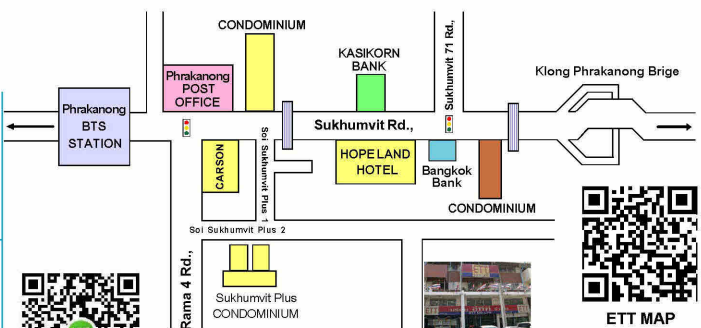 CONDOMINIUM
Sukhumvit 71 Rd.,
KASIKORN
BANK
Klong Phrakanong Brige
Phrakanong
POST
OFFICE
Phrakanong
BTS
STATION
Sukhumvit Rd.,
CARSON
Soi Sukhumvit Plus 1
HOPE LAND
HOTEL
Bangkok
Bank
CONDOMINIUM
Soi Sukhumvit Plus 2
Rama 4 Rd.,
Sukhumvit Plus
CONDOMINIUM
ETT MAP